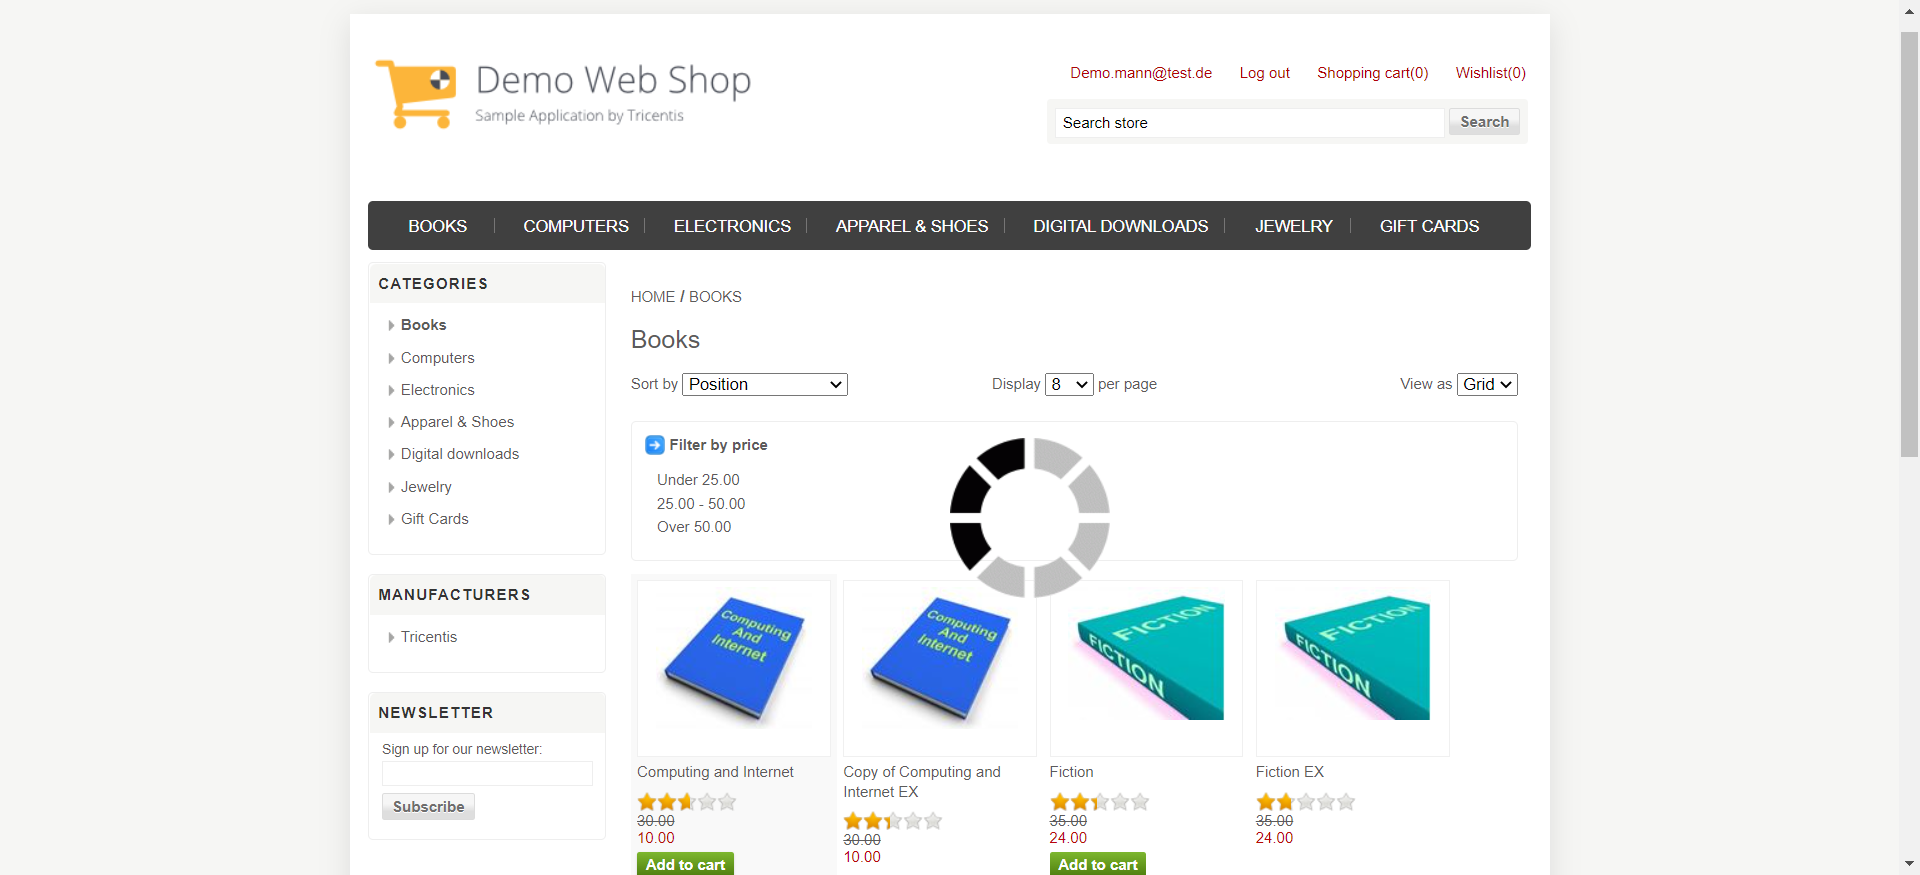 Demo Web Shop
Sample Application by Tricentis
Demo.mann@test.de Log out Shopping cart(0) Wishlist(0)
Search store Search
BOOKS COMPUTERS ELECTRONICS APPAREL & SHOES DIGITAL DOWNLOADS JEWELRY GIFT CARDS
CATEGORIES
Books
Computers
Electronics
Apparel & Shoes
Digital downloads
Jewelry
Gift Cards
MANUFACTURERS
Tricentis
NEWSLETTER
Sign up for our newsletter:
Subscribe
HOME / BOOKS
Books
Sort by Position Display 8 per page View as Grid
Filter by price
Under 25.00
25.00 - 50.00
Over 50.00
Computing And Internet
Computing and Internet
30.00
10.00
Add to cart
Computing And Internet
Copy of Computing and
Internet EX
30.00
10.00
FICTION
FICTION
Fiction
35.00
24.00
Add to cart
FICTION
FICTION
Fiction EX
35.00
24.00